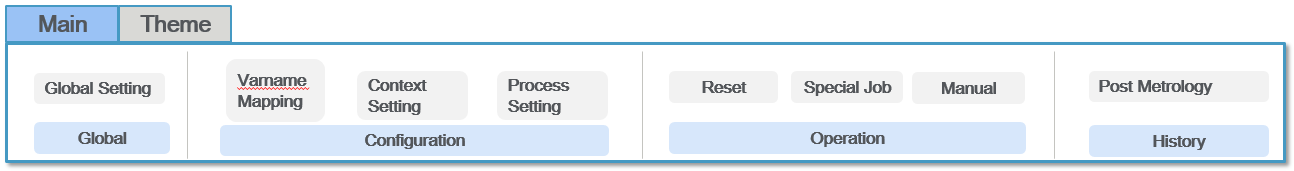 Main
Theme
Global Setting
Varname
Mapping
Context
Setting
Process
Setting
Reset
Special Job
Manual
Post Metrology
Global
Configuration
Operation
History